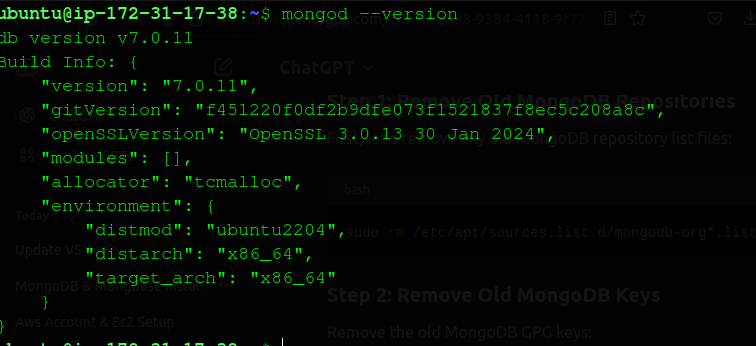 ubuntu@ip-172-31-17-38:~$ mongod --version
db version v7.0.11
Build Info: {
"version": "7.0.11",
"gitVersion": "f451220f0df2b9dfe073f1521837f8ec5c208a8c",
"openSSLVersion": "OpenSSL 3.0.13 30 Jan 2024",
"modules": [],
"allocator": "tcmalloc",
"environment": {
"distmod": "ubuntu2204",
"distarch": "x86_64",
"target_arch": "x86_64"
}
}
ChatGPT
Step 1: Remove Old MongoDB Repositories
MongoDB repository list files:
bash
sudo rm /etc/apt/sources.list.d/mongodb-org*.list
Step 2: Remove Old MongoDB Keys
Remove the old MongoDB GPG keys:
Today
Update VS
MongoDB & Mongoose
Aws Account & Ec2 Setup